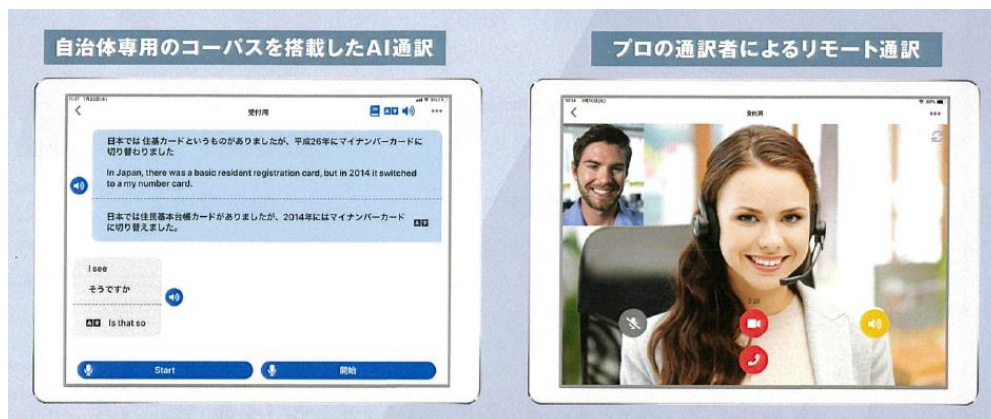 自治体専用のコーパスを搭載したAI通訳
受付用
日本では 住基カードというものがありましたが、平成26年にマイナンバーカードに
切り替わりました
In Japan, there was a basic resident registration card, but in 2014 it switched
to a my number card.
日本では住民基本台帳カードがありましたが、2014年にはマイナンバーカード
に切り替えました。
I see
そうですか
Is that so
Start
開始
プロの通訳者によるリモート通訳
受付用